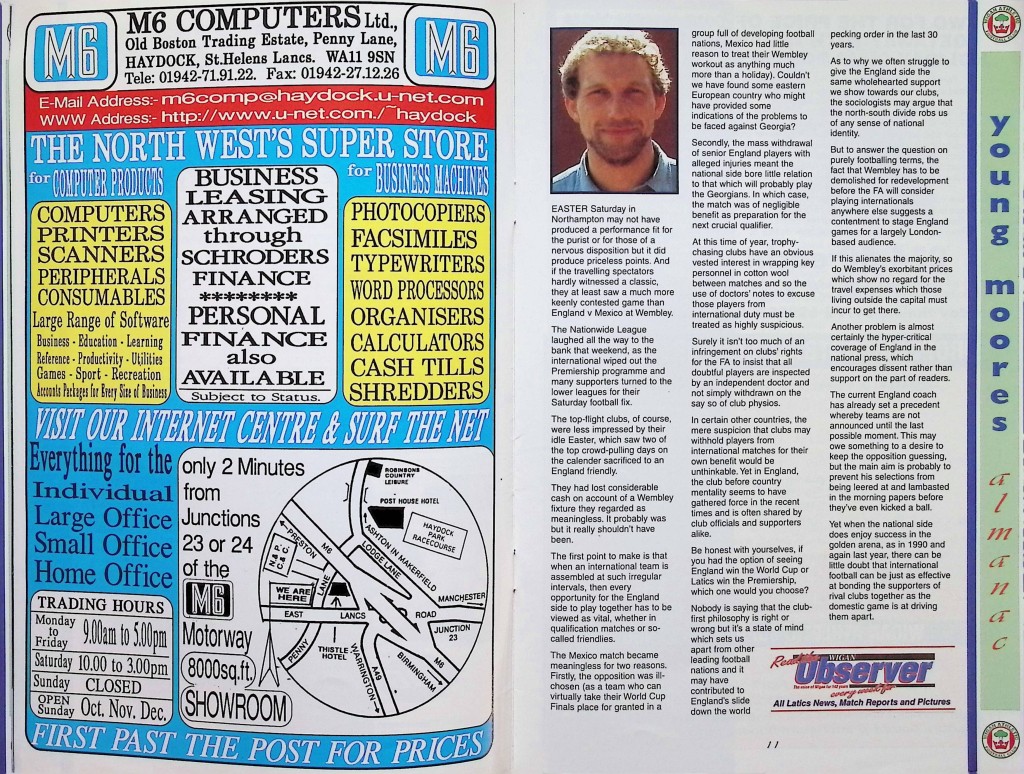 M6
M6 COMPUTERS Ltd.,
Old Boston Trading Estate, Penny Lane,
HAYDOCK, St.Helens Lancs. WA11 9SN
Tele: 01942-71.91.22. Fax: 01942-27.12.26
M6
E-Mail Address:- m6comp@haydock.u-net.com
WWW Address:- http://www.u-net.com./~haydock
THE NORTH WEST'S SUPER STORE
for COMPUTER PRODUCTS
COMPUTERS
PRINTERS
SCANNERS
PERIPHERALS
CONSUMABLES
Large Range of Software
Business - Education - Learning
Reference - Productivity - Utilities
Games - Sport - Recreation
Accounts Packages for Every Size of Business
BUSINESS
LEASING
ARRANGED
through
SCHRODERS
FINANCE
********
PERSONAL
FINANCE
also
AVAILABLE
Subject to Status.
for BUSINESS MACHINES
PHOTOCOPIERS
FACSIMILES
TYPEWRITERS
WORD PROCESSORS
ORGANISERS
CALCULATORS
CASH TILLS
SHREDDERS
VISIT OUR INTERNET CENTRE & SURF THE NET
Everything for the
Individual
Large Office
Small Office
Home Office
TRADING HOURS
Monday
to
Friday
9.00am to 5.00pm
Saturday 10.00 to 3.00pm
Sunday CLOSED
OPEN
Sunday
Oct. Nov. Dec.
only 2 Minutes
from
Junctions
23 or 24
of the
M6
Motorway
8000sq.ft.
SHOWROOM
ROBINSONS
COUNTRY
LEISURE
POST HOUSE HOTEL
HAYDOCK
PARK
RACECOURSE
ASHTON IN MAKERFIELD
LODGE LANE
PRESTON
M6
N.&P.
C.C.
LANE
WE ARE
HERE
MANCHESTER
EAST
LANCS
ROAD
JUNCTION
23
PENNY
THISTLE
HOTEL
WARRINGTON
A49
BIRMINGHAM
M6
FIRST PAST THE POST FOR PRICES
EASTER Saturday in
Northampton may not have
produced a performance fit for
the purist or for those of a
nervous disposition but it did
produce priceless points. And
if the travelling spectators
hardly witnessed a classic,
they at least saw a much more
keenly contested game than
England v Mexico at Wembley.
The Nationwide League
laughed all the way to the
bank that weekend, as the
international wiped out the
Premiership programme and
many supporters turned to the
lower leagues for their
Saturday football fix.
The top-flight clubs, of course,
were less impressed by their
idle Easter, which saw two of
the top crowd-pulling days on
the calender sacrificed to an
England friendly.
They had lost considerable
cash on account of a Wembley
fixture they regarded as
meaningless. It probably was
but it really shouldn't have
been.
The first point to make is that
when an international team is
assembled at such irregular
intervals, then every
opportunity for the England
side to play together has to be
viewed as vital, whether in
qualification matches or so-
called friendlies.
The Mexico match became
meaningless for two reasons.
Firstly, the opposition was ill-
chosen (as a team who can
virtually take their World Cup
Finals place for granted in a
group full of developing football
nations, Mexico had little
reason to treat their Wembley
workout as anything much
more than a holiday). Couldn't
we have found some eastern
European country who might
have provided some
indications of the problems to
be faced against Georgia?
Secondly, the mass withdrawal
of senior England players with
alleged injuries meant the
national side bore little relation
to that which will probably play
the Georgians. In which case,
the match was of negligible
benefit as preparation for the
next crucial qualifier.
At this time of year, trophy-
chasing clubs have an obvious
vested interest in wrapping key
personnel in cotton wool
between matches and so the
use of doctors' notes to excuse
those players from
international duty must be
treated as highly suspicious.
Surely it isn't too much of an
infringement on clubs' rights
for the FA to insist that all
doubtful players are inspected
by an independent doctor and
not simply withdrawn on the
say so of club physios.
In certain other countries, the
mere suspicion that clubs may
withhold players from
international matches for their
own benefit would be
unthinkable. Yet in England,
the club before country
mentality seems to have
gathered force in the recent
times and is often shared by
club officials and supporters
alike.
Be honest with yourselves, if
you had the option of seeing
England win the World Cup or
Latics win the Premiership,
which one would you choose?
Nobody is saying that the club-
first philosophy is right or
wrong but it's a state of mind
which sets us
apart from other
leading football
nations and it
may have
contributed to
England's slide
down the world
pecking order in the last 30
years.
As to why we often struggle to
give the England side the
same wholehearted support
we show towards our clubs,
the sociologists may argue that
the north-south divide robs us
of any sense of national
identity.
But to answer the question on
purely footballing terms, the
fact that Wembley has to be
demolished for redevelopment
before the FA will consider
playing internationals
anywhere else suggests a
contentment to stage England
games for a largely London-
based audience.
If this alienates the majority, so
do Wembley's exorbitant prices
which show no regard for the
travel expenses which those
living outside the capital must
incur to get there.
Another problem is almost
certainly the hyper-critical
coverage of England in the
national press, which
encourages dissent rather than
support on the part of readers.
The current England coach
has already set a precedent
whereby teams are not
announced until the last
possible moment. This may
owe something to a desire to
keep the opposition guessing,
but the main aim is probably to
prevent his selections from
being leered at and lambasted
in the morning papers before
they've even kicked a ball.
Yet when the national side
does enjoy success in the
golden arena, as in 1990 and
again last year, there can be
little doubt that international
football can be just as effective
at bonding the supporters of
rival clubs together as the
domestic game is at driving
them apart.
Read the WIGAN
Observer
every week for
All Latics News, Match Reports and Pictures
11
young moores
almanac